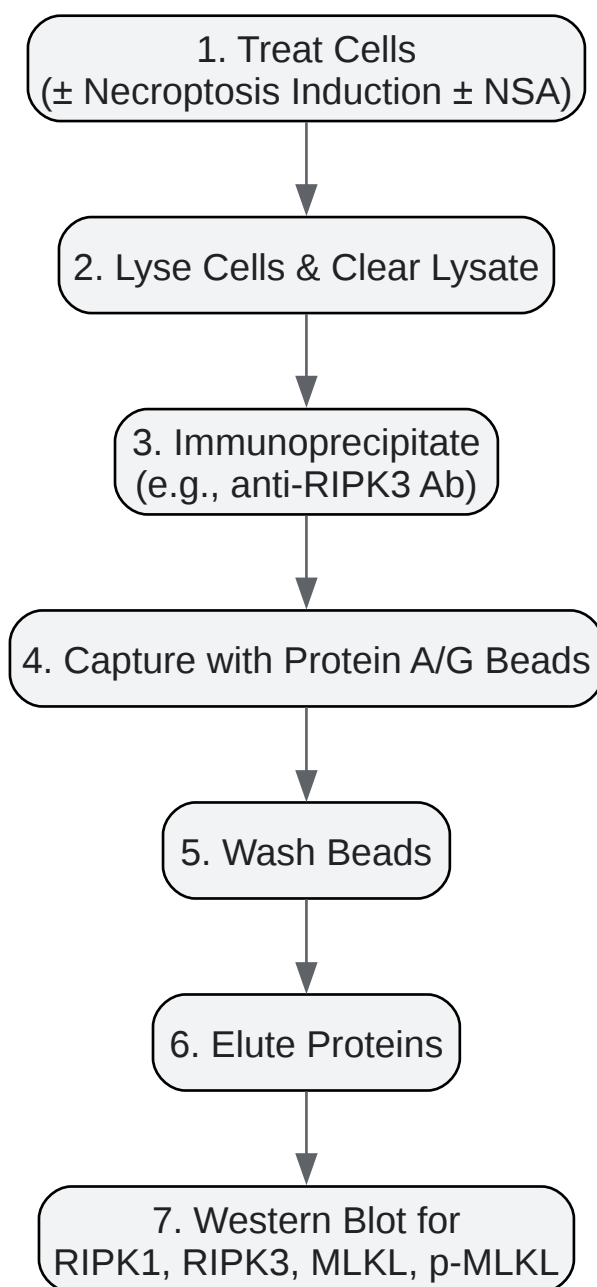 1. Treat Cells
(± Necroptosis Induction ± NSA)
2. Lyse Cells & Clear Lysate
3. Immunoprecipitate
(e.g., anti-RIPK3 Ab)
4. Capture with Protein A/G Beads
5. Wash Beads
6. Elute Proteins
7. Western Blot for
RIPK1, RIPK3, MLKL, p-MLKL